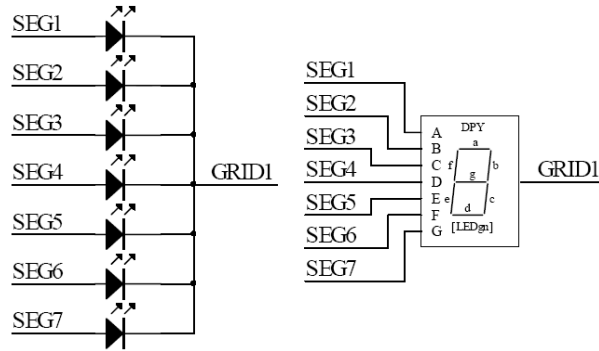 SEG1
SEG2
SEG3
SEG4
SEG5
SEG6
SEG7
GRID1
SEG1
SEG2
SEG3
SEG4
SEG5
SEG6
SEG7
A
B
C
D
E
F
G
DPY
a
f
b
g
e
c
d
[LEDgn]
GRID1